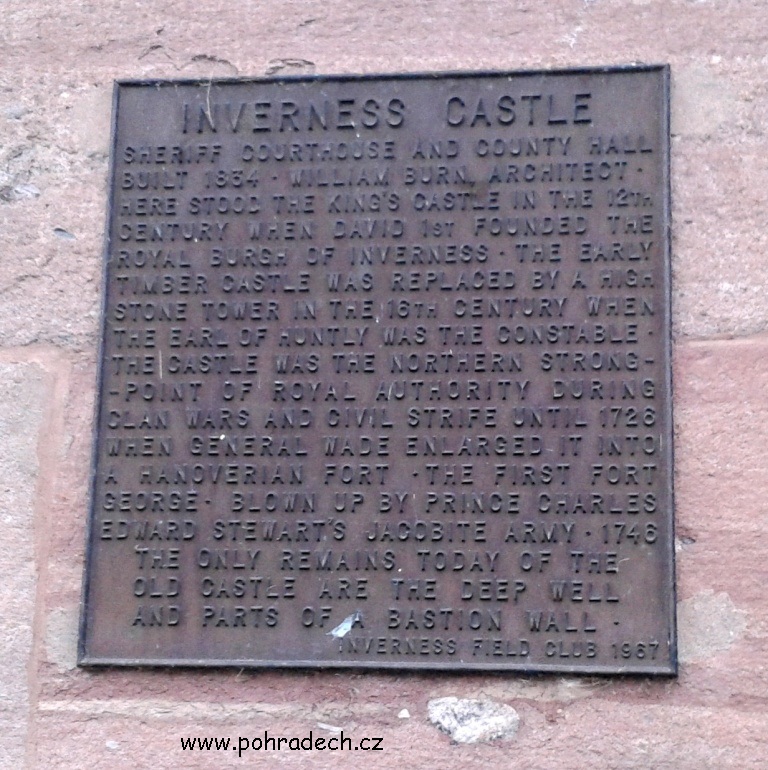 INVERNESS CASTLE
SHERIFF COURTHOUSE AND COUNTY HALL
BUILT 1834 · WILLIAM BURN, ARCHITECT ·
HERE STOOD THE KING'S CASTLE IN THE 12TH
CENTURY WHEN DAVID 1ST FOUNDED THE
ROYAL BURGH OF INVERNESS · THE EARLY
TIMBER CASTLE WAS REPLACED BY A HIGH
STONE TOWER IN THE 16TH CENTURY WHEN
THE EARL OF HUNTLY WAS THE CONSTABLE ·
THE CASTLE WAS THE NORTHERN STRONG-
-POINT OF ROYAL AUTHORITY DURING
CLAN WARS AND CIVIL STRIFE UNTIL 1726
WHEN GENERAL WADE ENLARGED IT INTO
A HANOVERIAN FORT · THE FIRST FORT
GEORGE · BLOWN UP BY PRINCE CHARLES
EDWARD STEWART'S JACOBITE ARMY · 1746
THE ONLY REMAINS TODAY OF THE
OLD CASTLE ARE THE DEEP WELL
AND PARTS OF A BASTION WALL ·
INVERNESS FIELD CLUB 1967
www.pohradech.cz